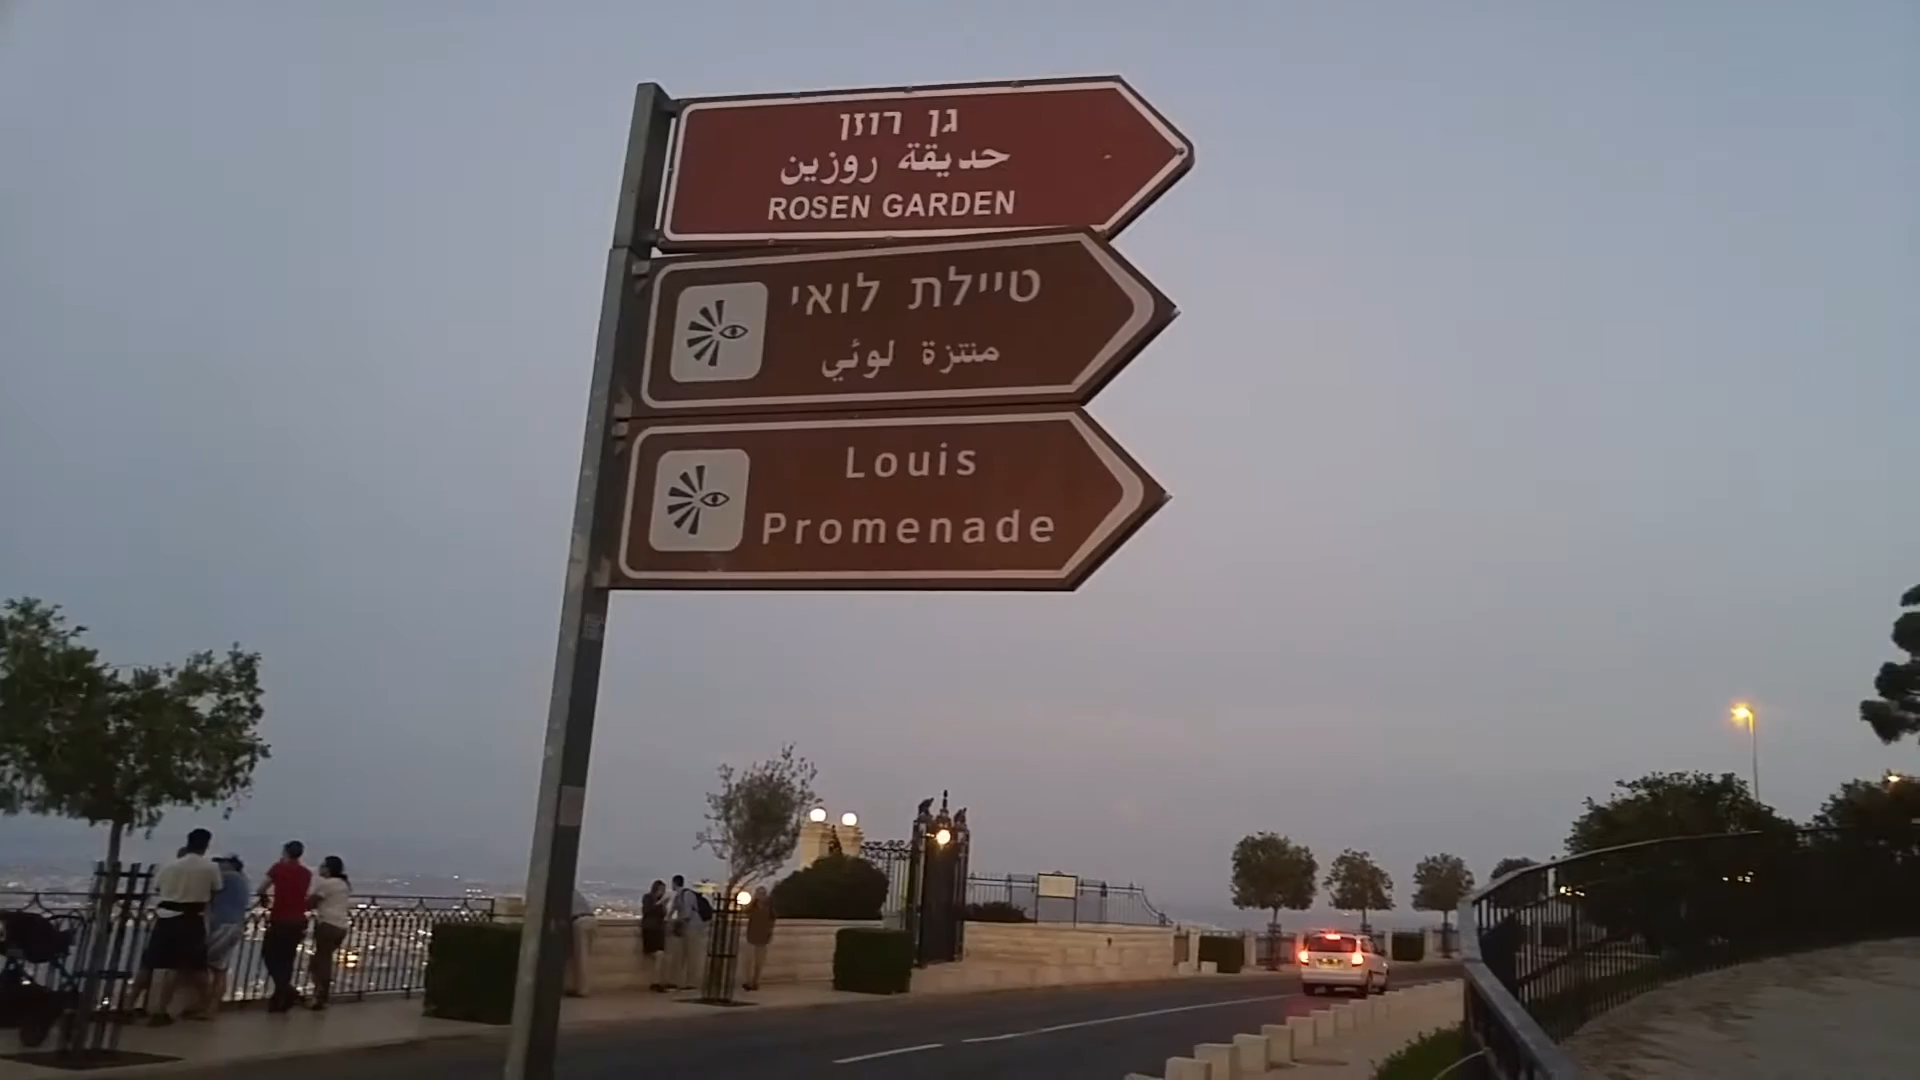 גן רוזן
حديقة روزين
ROSEN GARDEN
טיילת לואי
منتزة لوئي
Louis
Promenade